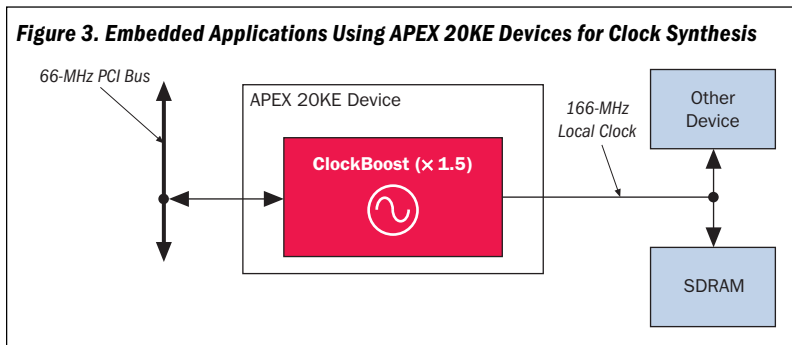 Figure 3. Embedded Applications Using APEX 20KE Devices for Clock Synthesis
66-MHz PCI Bus
APEX 20KE Device
ClockBoost (× 1.5)
166-MHz
Local Clock
Other
Device
SDRAM